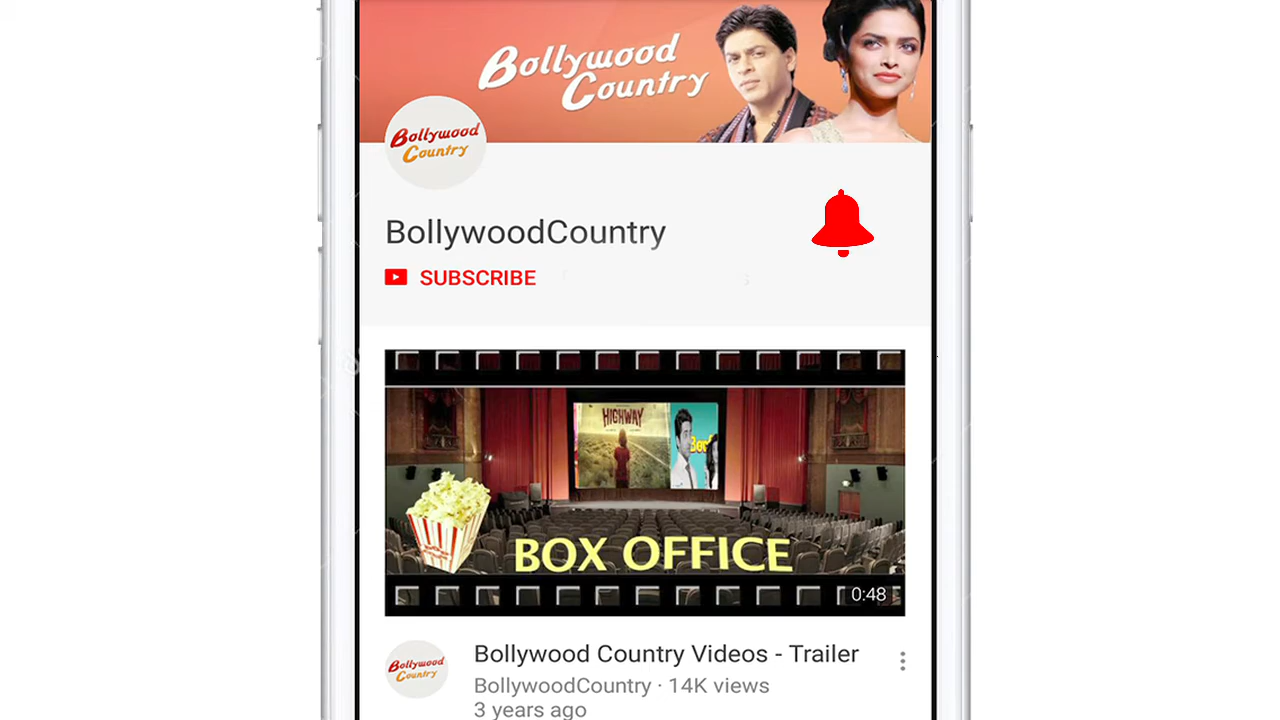 Bollywood
Country
Bollywood
Country
BollywoodCountry
SUBSCRIBE
HIGHWAY
BOX OFFICE
0:48
Bollywood
Country
Bollywood Country Videos - Trailer
BollywoodCountry · 14K views
3 years ago